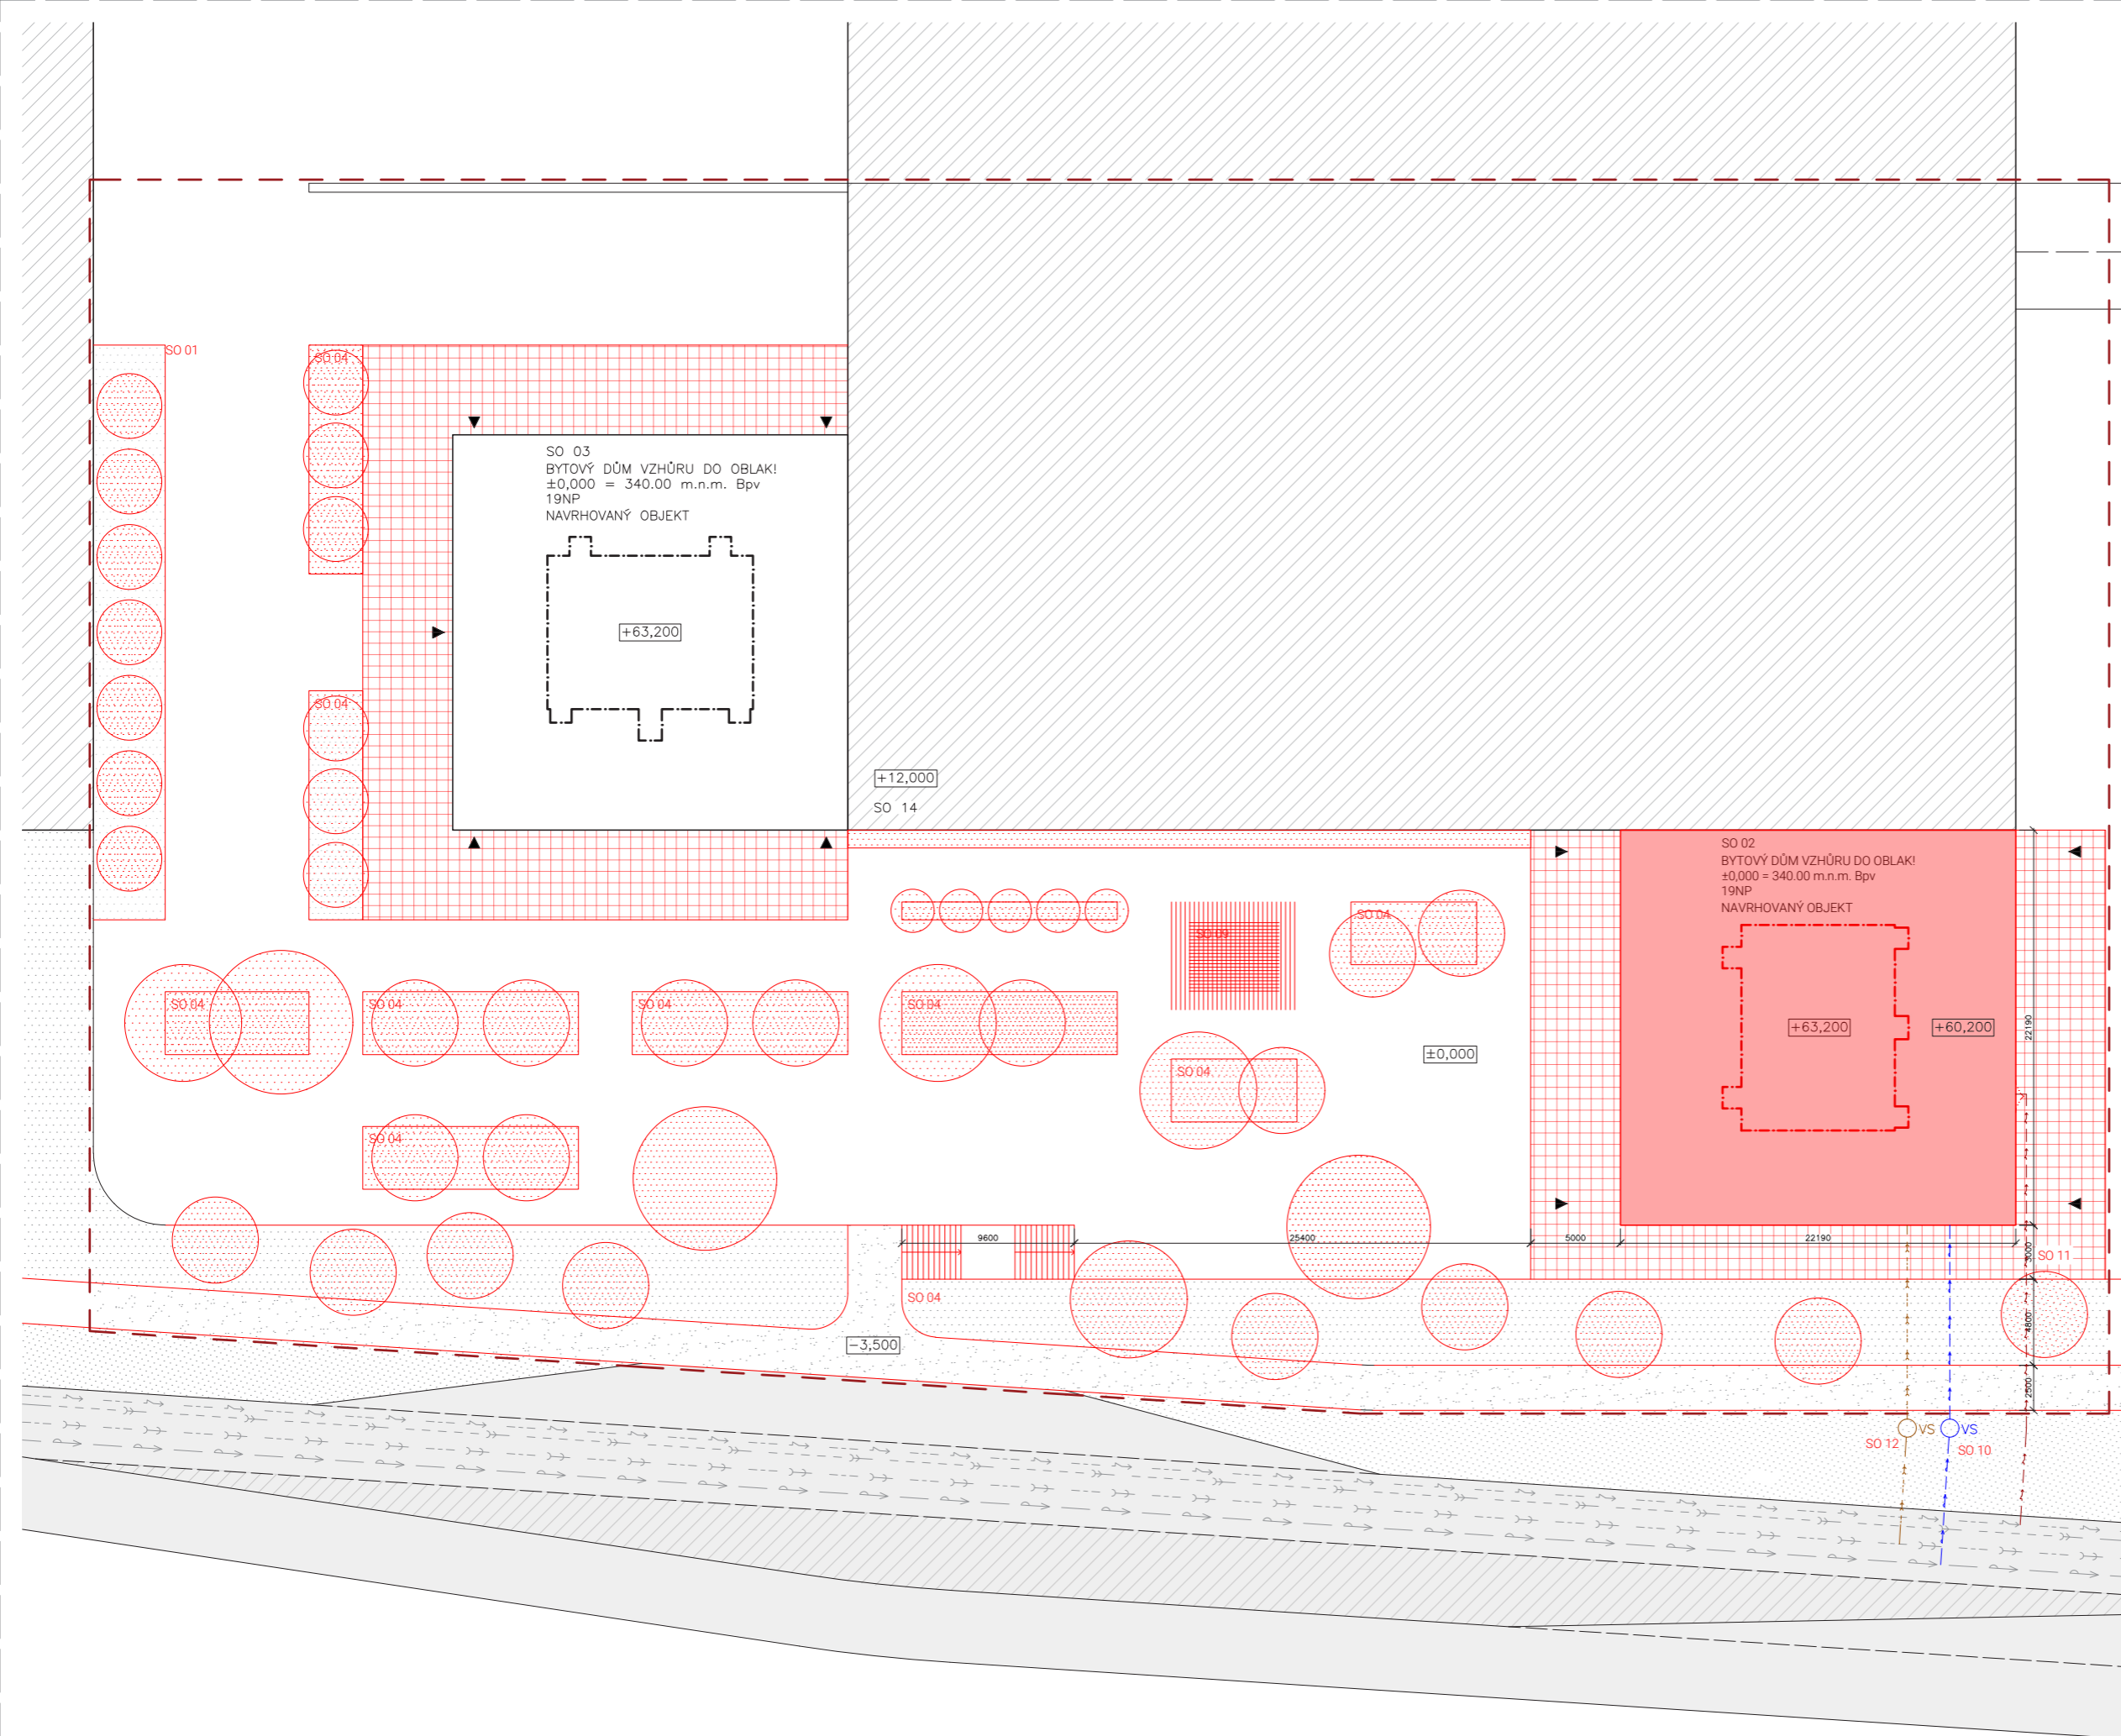 SO 01
SO 04
SO 03
BYTOVÝ DŮM VZHŮRU DO OBLAK!
±0,000 = 340.00 m.n.m. Bpv
19NP
NAVRHOVANÝ OBJEKT
+63,200
SO 04
+12,000
SO 14
SO 02
BYTOVÝ DŮM VZHŮRU DO OBLAK!
±0,000 = 340.00 m.n.m. Bpv
19NP
NAVRHOVANÝ OBJEKT
+63,200
+60,200
22190
SO 09
SO 04
SO 04
SO 04
SO 04
SO 04
±0,000
SO 04
SO 04
9600
25400
5000
22190
3000
SO 11
SO 04
4800
-3,500
2500
VS
VS
SO 12
SO 10